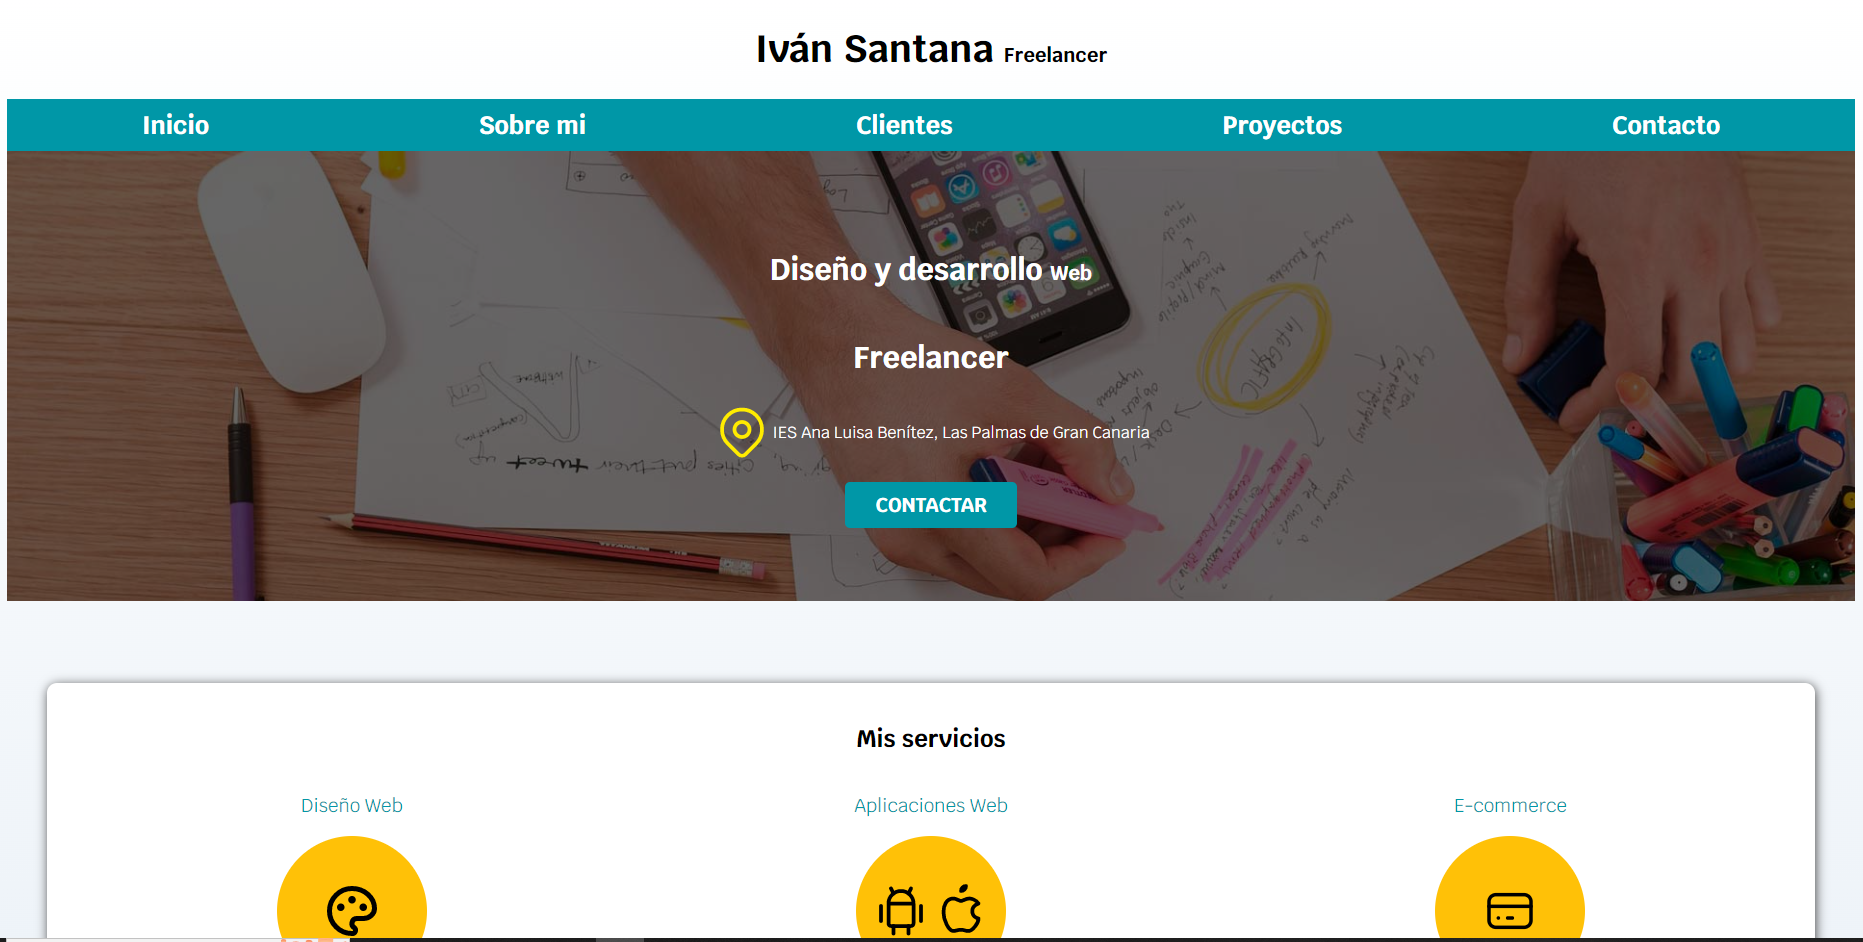 Iván Santana Freelancer
Inicio Sobre mi Clientes Proyectos Contacto
Diseño y desarrollo Web
Freelancer
IES Ana Luisa Benítez, Las Palmas de Gran Canaria
CONTACTAR
Mis servicios
Diseño Web Aplicaciones Web E-commerce